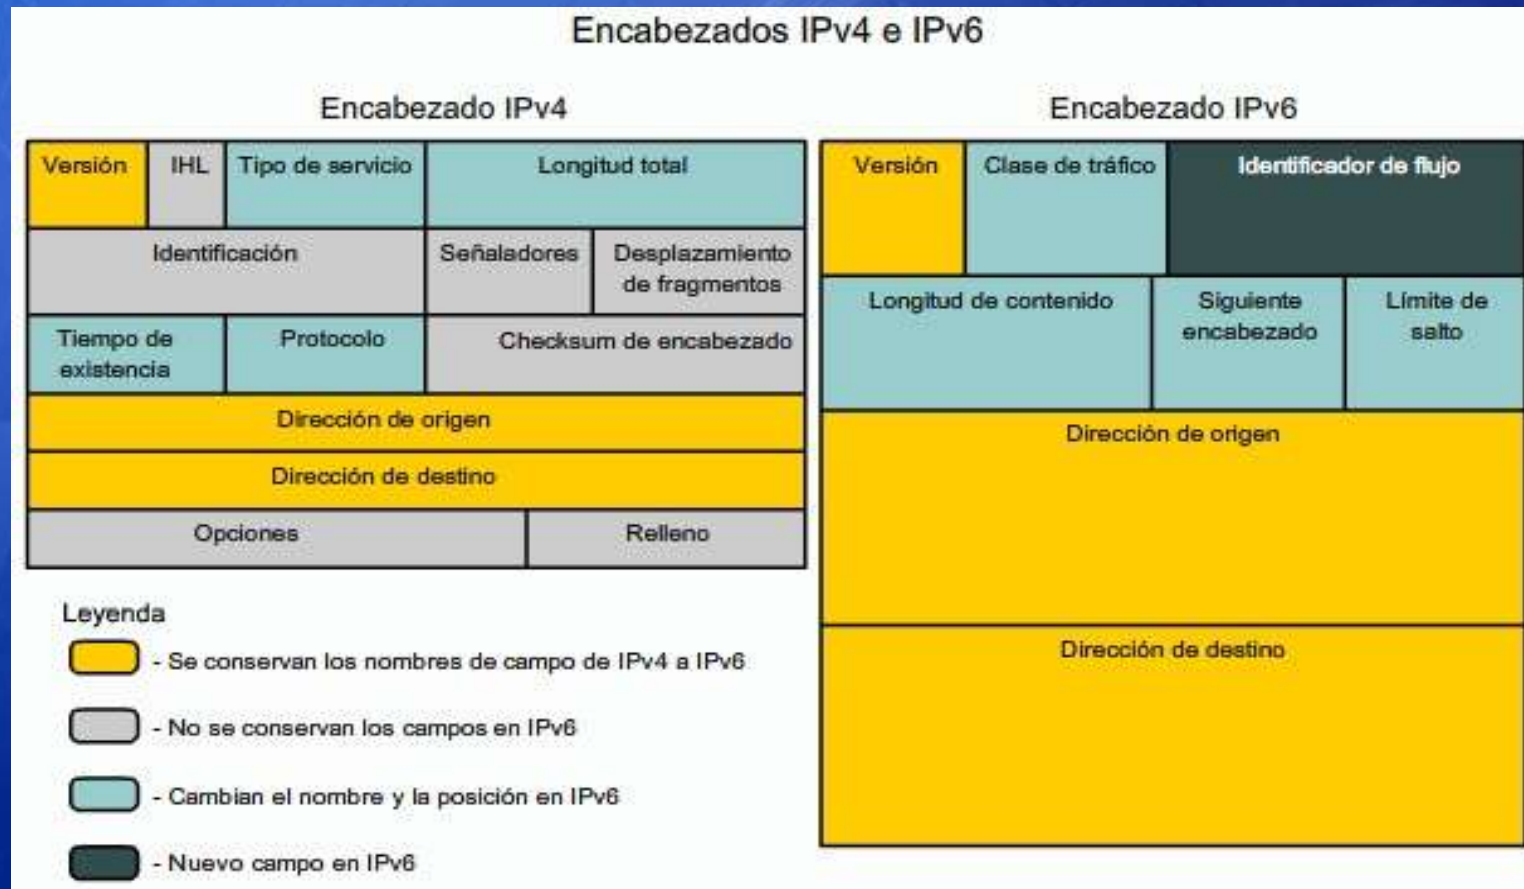 Encabezados IPv4 e IPv6
Encabezado IPv4
Versión
IHL
Tipo de servicio
Longitud total
Identificación
Señaladores
Desplazamiento
de fragmentos
Tiempo de
existencia
Protocolo
Checksum de encabezado
Dirección de origen
Dirección de destino
Opciones
Relleno
Leyenda
- Se conservan los nombres de campo de IPv4 a IPv6
- No se conservan los campos en IPv6
- Cambian el nombre y la posición en IPv6
- Nuevo campo en IPv6
Encabezado IPv6
Versión
Clase de tráfico
Identificador de flujo
Longitud de contenido
Siguiente
encabezado
Límite de
salto
Dirección de origen
Dirección de destino